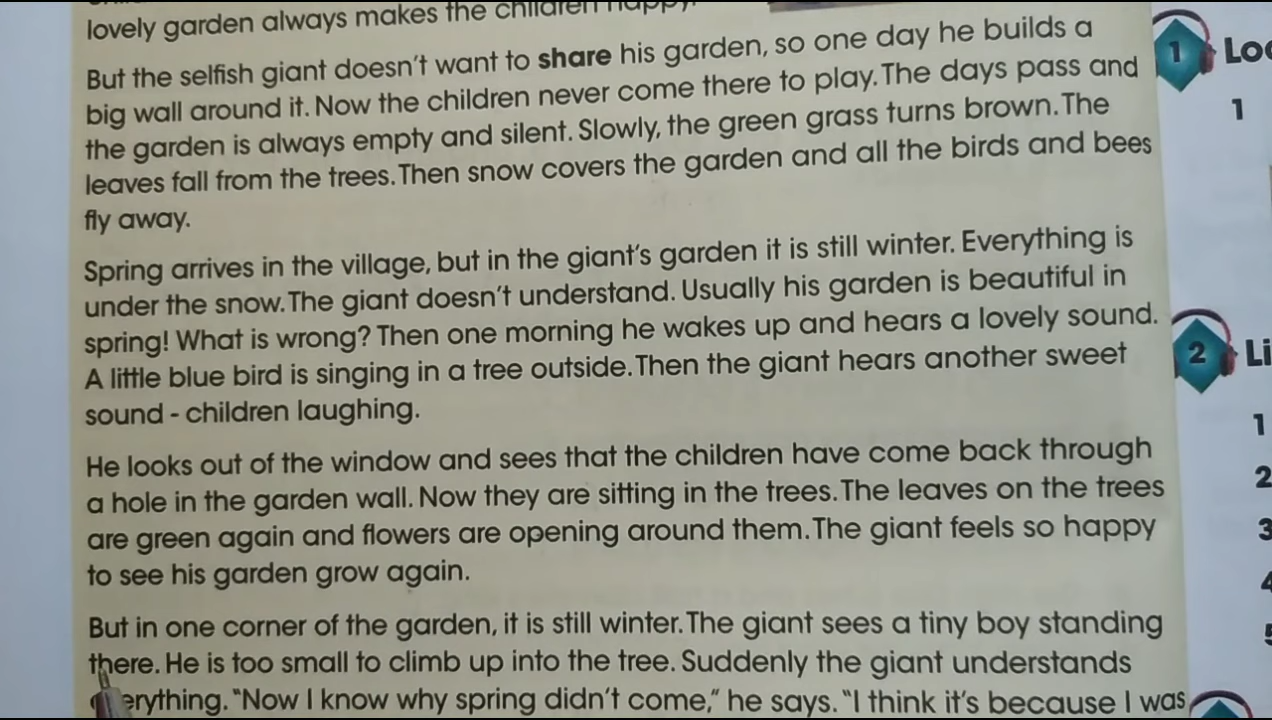 lovely garden always makes the children happy.
But the selfish giant doesn't want to share his garden, so one day he builds a
big wall around it. Now the children never come there to play. The days pass and
the garden is always empty and silent. Slowly, the green grass turns brown. The
leaves fall from the trees. Then snow covers the garden and all the birds and bees
fly away.
Spring arrives in the village, but in the giant's garden it is still winter. Everything is
under the snow. The giant doesn't understand. Usually his garden is beautiful in
spring! What is wrong? Then one morning he wakes up and hears a lovely sound.
A little blue bird is singing in a tree outside. Then the giant hears another sweet
sound - children laughing.
He looks out of the window and sees that the children have come back through
a hole in the garden wall. Now they are sitting in the trees. The leaves on the trees
are green again and flowers are opening around them. The giant feels so happy
to see his garden grow again.
But in one corner of the garden, it is still winter. The giant sees a tiny boy standing
there. He is too small to climb up into the tree. Suddenly the giant understands
everything. "Now I know why spring didn't come," he says. "I think it's because I was
1
1
2
1
2
3